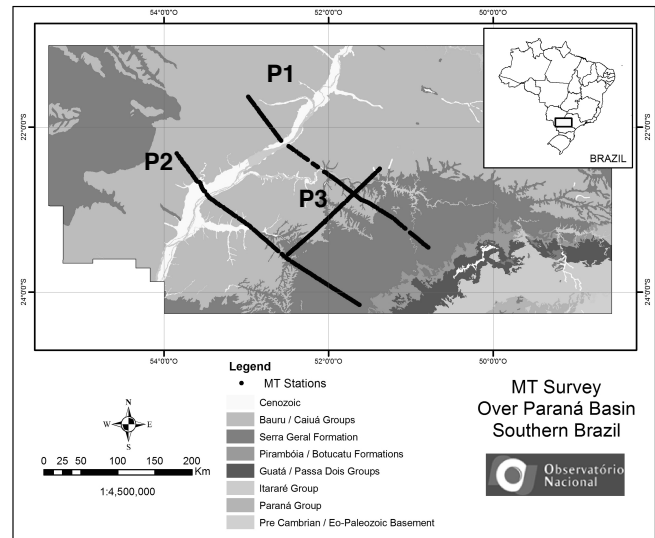 54°0'0"O
52°0'0"O
50°0'0"O
P1
P2
P3
22°0'0"S
22°0'0"S
24°0'0"S
24°0'0"S
BRAZIL
54°0'0"O
52°0'0"O
50°0'0"O
Legend
MT Stations
Cenozoic
Bauru / Caiuá Groups
Serra Geral Formation
Pirambóia / Botucatu Formations
Guatá / Passa Dois Groups
Itararé Group
Paraná Group
Pre Cambrian / Eo-Paleozoic Basement
N
W E
S
0 25 50 100 150 200
Km
1:4,500,000
MT Survey
Over Paraná Basin
Southern Brazil
Observatório
Nacional